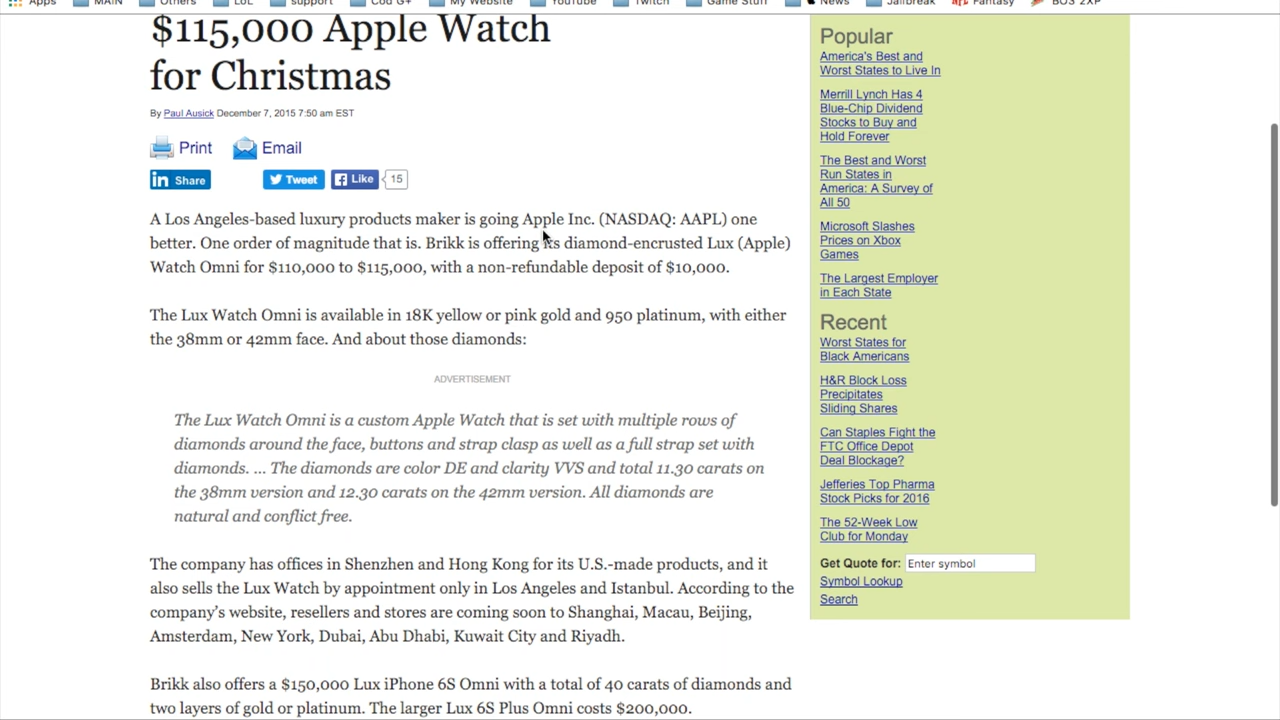 Apps MAIN Others LoL support Cod G+ My Website YouTube Twitch Game Stuff News Jailbreak Fantasy BOS 2XP
$115,000 Apple Watch
for Christmas
By Paul Ausick December 7, 2015 7:50 am EST
Print Email
in Share Tweet Like 15
A Los Angeles-based luxury products maker is going Apple Inc. (NASDAQ: AAPL) one
better. One order of magnitude that is. Brikk is offering its diamond-encrusted Lux (Apple)
Watch Omni for $110,000 to $115,000, with a non-refundable deposit of $10,000.
The Lux Watch Omni is available in 18K yellow or pink gold and 950 platinum, with either
the 38mm or 42mm face. And about those diamonds:
ADVERTISEMENT
The Lux Watch Omni is a custom Apple Watch that is set with multiple rows of
diamonds around the face, buttons and strap clasp as well as a full strap set with
diamonds. ... The diamonds are color DE and clarity VVS and total 11.30 carats on
the 38mm version and 12.30 carats on the 42mm version. All diamonds are
natural and conflict free.
The company has offices in Shenzhen and Hong Kong for its U.S.-made products, and it
also sells the Lux Watch by appointment only in Los Angeles and Istanbul. According to the
company's website, resellers and stores are coming soon to Shanghai, Macau, Beijing,
Amsterdam, New York, Dubai, Abu Dhabi, Kuwait City and Riyadh.
Brikk also offers a $150,000 Lux iPhone 6S Omni with a total of 40 carats of diamonds and
two layers of gold or platinum. The larger Lux 6S Plus Omni costs $200,000.
Popular
America's Best and
Worst States to Live In
Merrill Lynch Has 4
Blue-Chip Dividend
Stocks to Buy and
Hold Forever
The Best and Worst
Run States in
America: A Survey of
All 50
Microsoft Slashes
Prices on Xbox
Games
The Largest Employer
in Each State
Recent
Worst States for
Black Americans
H&R Block Loss
Precipitates
Sliding Shares
Can Staples Fight the
FTC Office Depot
Deal Blockage?
Jefferies Top Pharma
Stock Picks for 2016
The 52-Week Low
Club for Monday
Get Quote for: Enter symbol
Symbol Lookup
Search